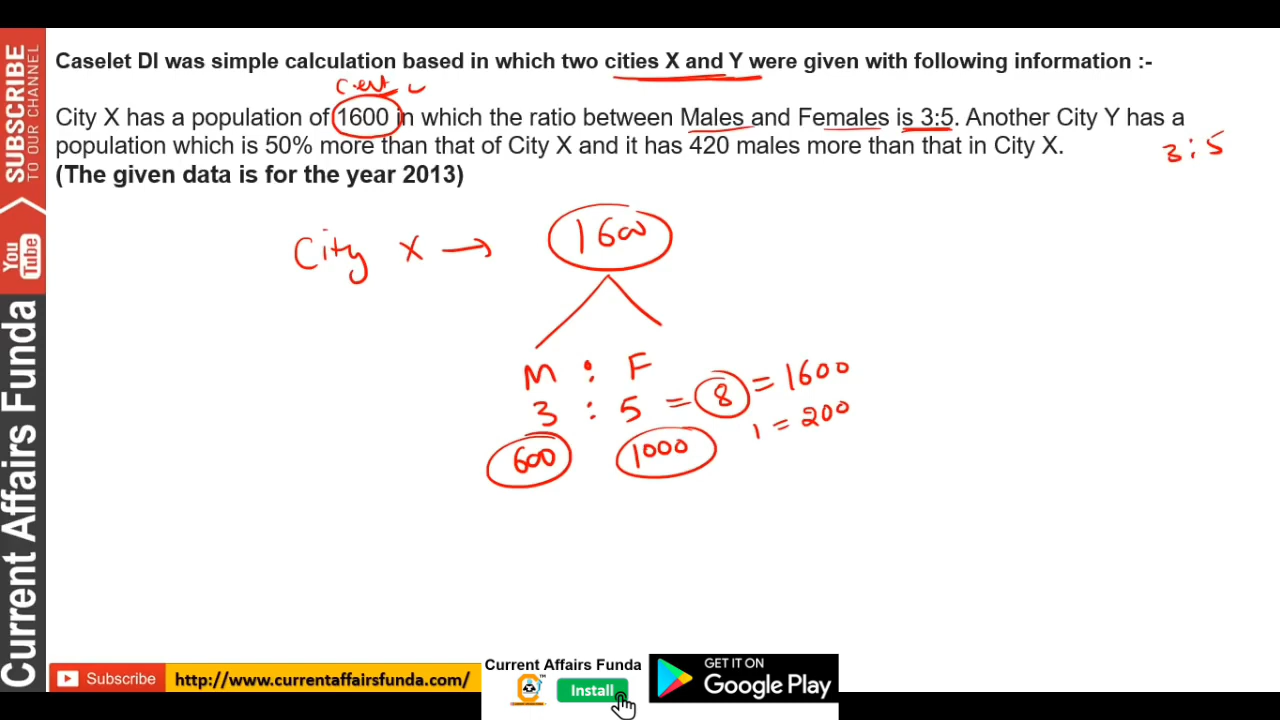 Caselet DI was simple calculation based in which two cities X and Y were given with following information :-
City X has a population of 1600 in which the ratio between Males and Females is 3:5. Another City Y has a
population which is 50% more than that of City X and it has 420 males more than that in City X.
3:5
(The given data is for the year 2013)
City X → 1600
M : F
3 : 5 = 8 = 1600
1 = 200
600 1000
SUBSCRIBE
TO OUR CHANNEL
You
Tube
Current Affairs Funda
Subscribe
http://www.currentaffairsfunda.com/
Current Affairs Funda
Install
GET IT ON
Google Play